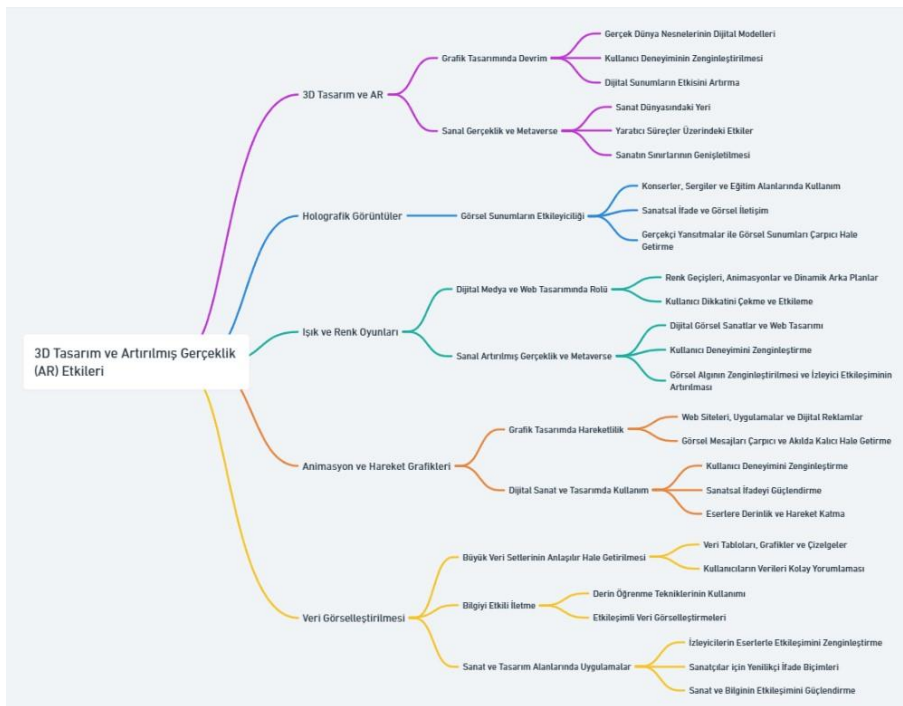 3D Tasarım ve Artırılmış Gerçeklik
(AR) Etkileri
3D Tasarım ve AR
Grafik Tasarımında Devrim
Gerçek Dünya Nesnelerinin Dijital Modelleri
Kullanıcı Deneyiminin Zenginleştirilmesi
Dijital Sunumların Etkisini Artırma
Sanal Gerçeklik ve Metaverse
Sanat Dünyasındaki Yeri
Yaratıcı Süreçler Üzerindeki Etkiler
Sanatın Sınırlarının Genişletilmesi
Holografik Görüntüler
Görsel Sunumların Etkileyiciliği
Konserler, Sergiler ve Eğitim Alanlarında Kullanım
Sanatsal İfade ve Görsel İletişim
Gerçekçi Yansıtmalar ile Görsel Sunumları Çarpıcı Hale
Getirme
Işık ve Renk Oyunları
Dijital Medya ve Web Tasarımında Rolü
Renk Geçişleri, Animasyonlar ve Dinamik Arka Planlar
Kullanıcı Dikkatini Çekme ve Etkileme
Sanal Artırılmış Gerçeklik ve Metaverse
Dijital Görsel Sanatlar ve Web Tasarımı
Kullanıcı Deneyimini Zenginleştirme
Görsel Algının Zenginleştirilmesi ve İzleyici Etkileşiminin
Artırılması
Animasyon ve Hareket Grafikleri
Grafik Tasarımda Hareketlilik
Web Siteleri, Uygulamalar ve Dijital Reklamlar
Görsel Mesajları Çarpıcı ve Akılda Kalıcı Hale Getirme
Dijital Sanat ve Tasarımda Kullanım
Kullanıcı Deneyimini Zenginleştirme
Sanatsal İfadeyi Güçlendirme
Eserlere Derinlik ve Hareket Katma
Veri Görselleştirilmesi
Büyük Veri Setlerinin Anlaşılır Hale Getirilmesi
Veri Tabloları, Grafikler ve Çizelgeler
Kullanıcıların Verileri Kolay Yorumlaması
Bilgiyi Etkili İletme
Derin Öğrenme Tekniklerinin Kullanımı
Etkileşimli Veri Görselleştirmeleri
Sanat ve Tasarım Alanlarında Uygulamalar
İzleyicilerin Eserlerle Etkileşimini Zenginleştirme
Sanatçılar için Yenilikçi İfade Biçimleri
Sanat ve Bilginin Etkileşimini Güçlendirme